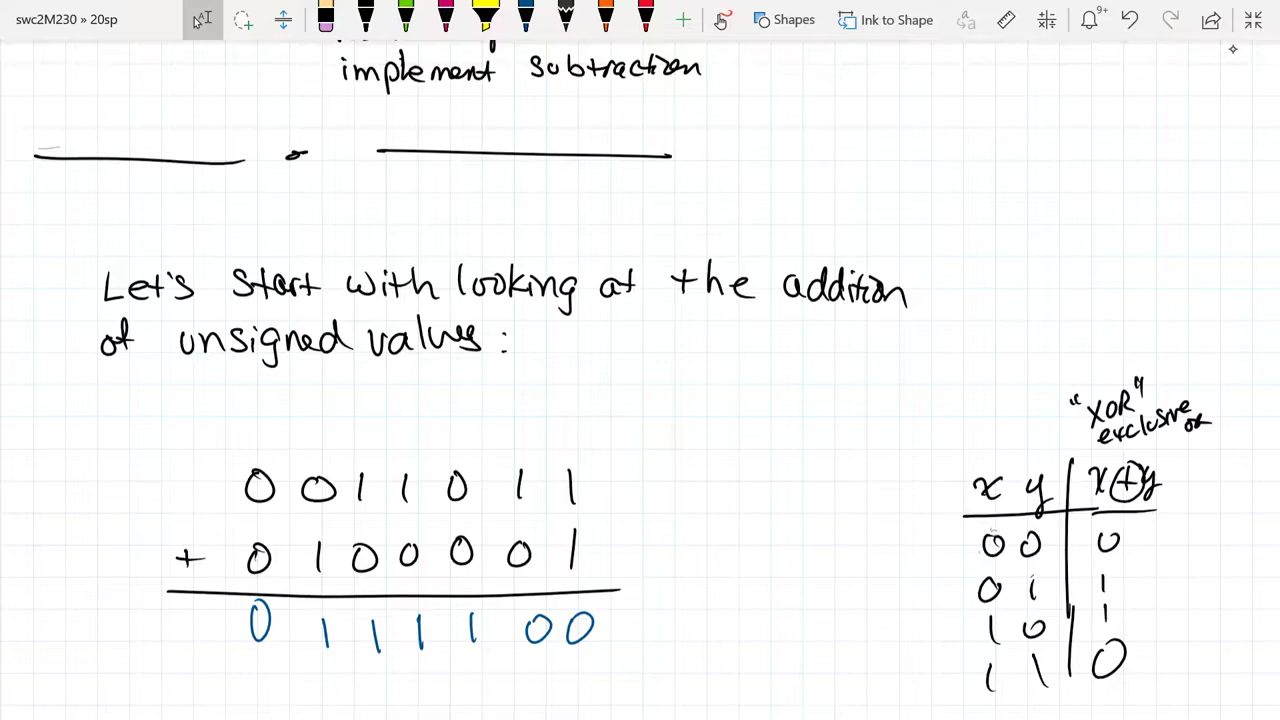 swc2M230 » 20sp
Shapes
Ink to Shape
9+
implement subtraction
Let's start with looking at the addition
of unsigned values :
0 0 1 1 0 1 1
+ 0 1 0 0 0 0 1
0 1 1 1 1 0 0
"XOR"
exclusive or
x y x⊕y
0 0 0
0 1 1
1 0 1
1 1 0